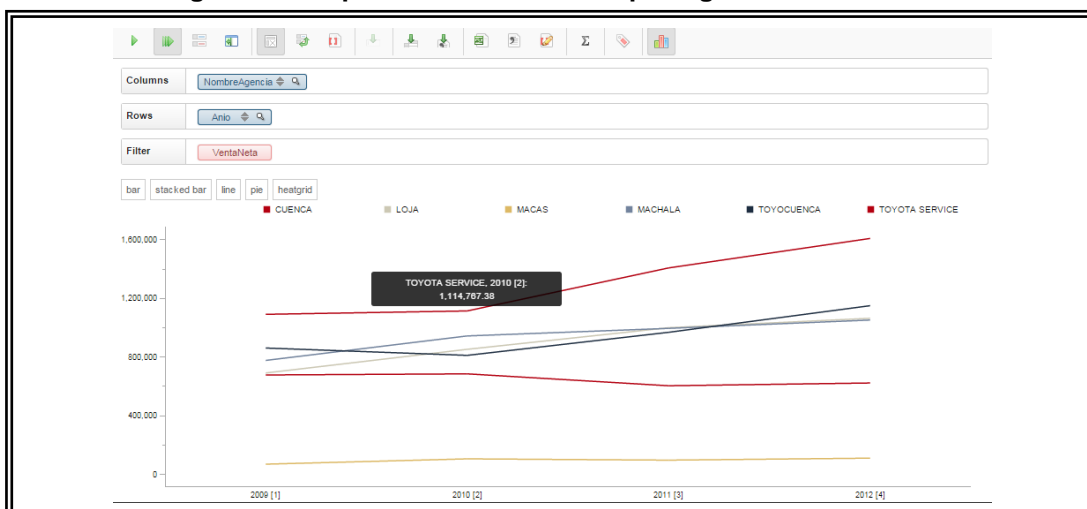 Columns
NombreAgencia
Rows
Anio
Filter
VentaNeta
bar stacked bar line pie heatgrid
CUENCA LOJA MACAS MACHALA TOYOCUENCA TOYOTA SERVICE
1,600,000
TOYOTA SERVICE, 2010 [2]:
1,114,767.38
1,200,000
800,000
400,000
0
2009 [1] 2010 [2] 2011 [3] 2012 [4]